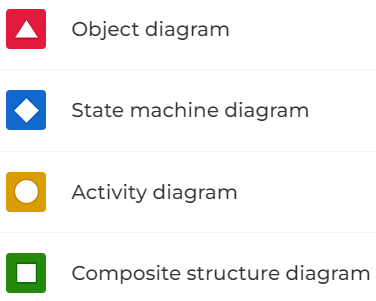 Object diagram
State machine diagram
Activity diagram
Composite structure diagram